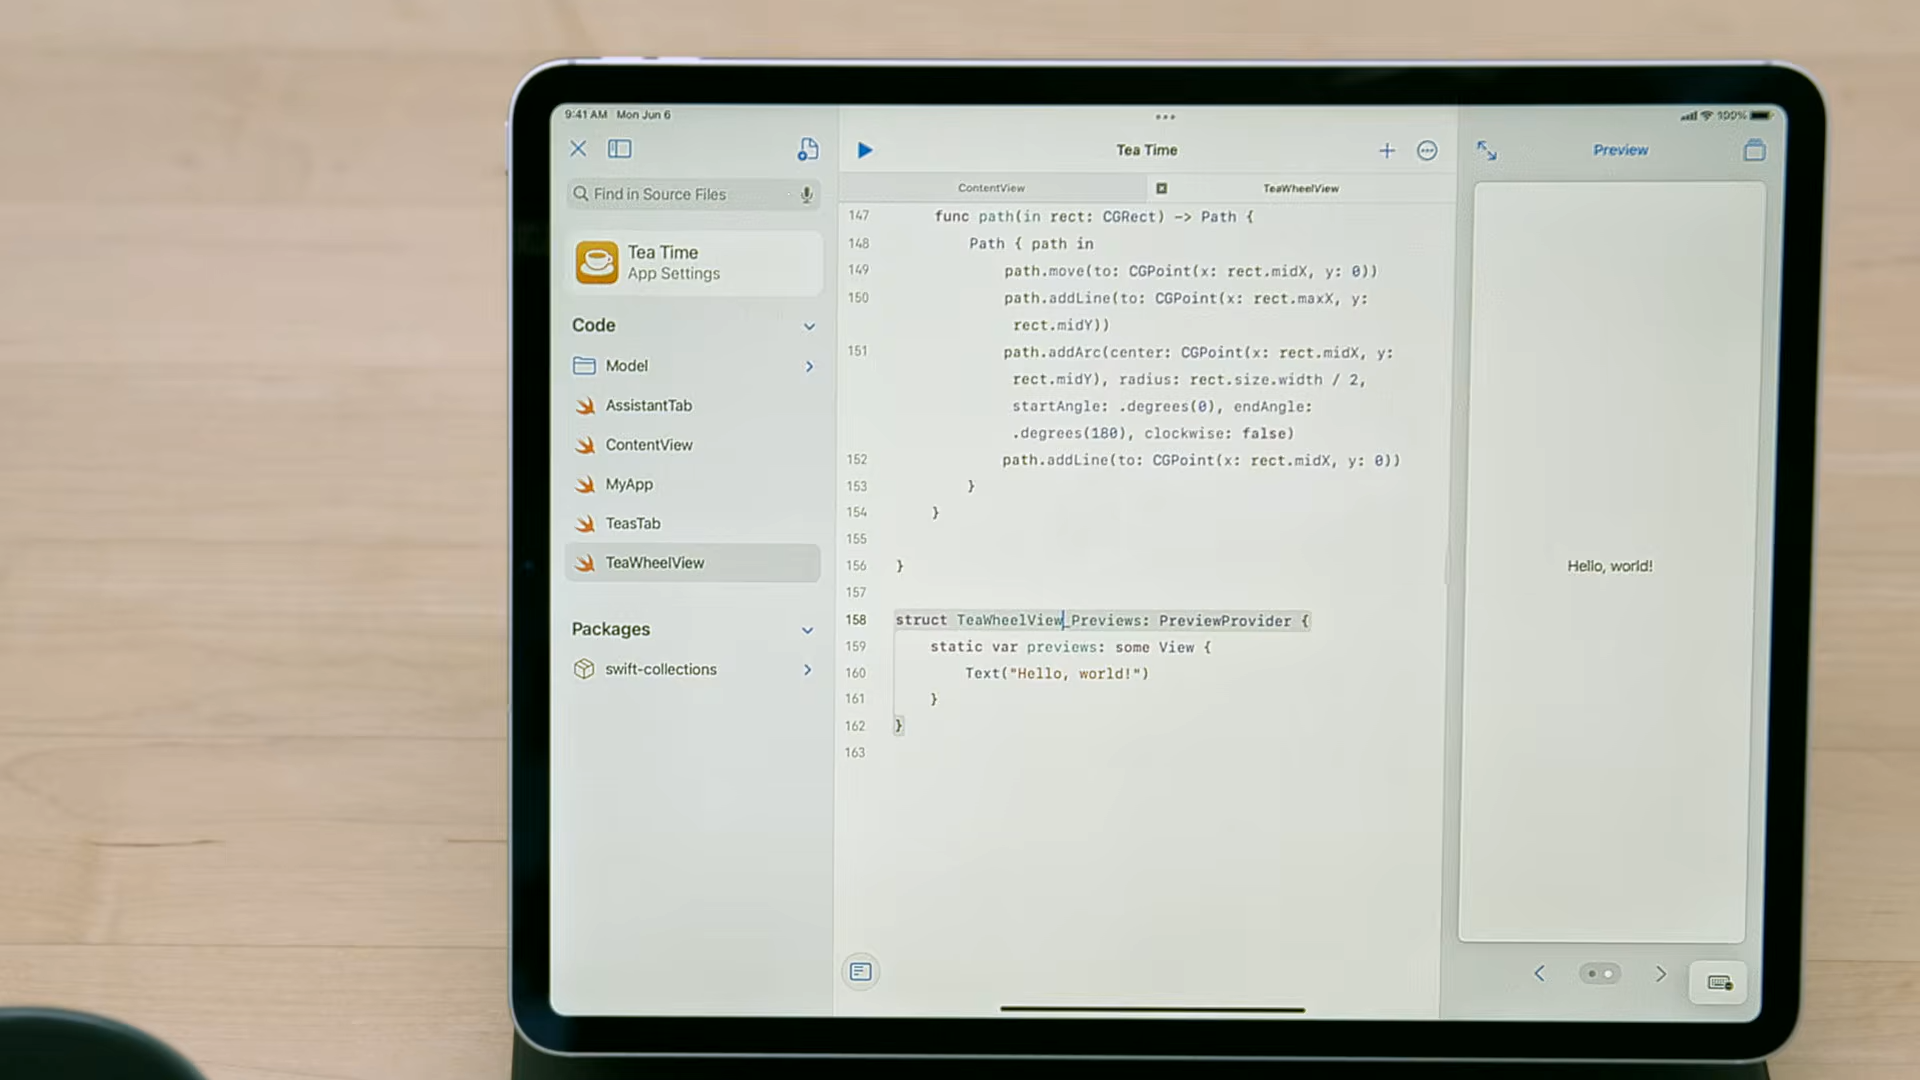 9:41 AM Mon Jun 6
100%
Tea Time
Preview
Find in Source Files
ContentView
TeaWheelView
Tea Time
App Settings
Code
Model
AssistantTab
ContentView
MyApp
TeasTab
TeaWheelView
Packages
swift-collections
147 func path(in rect: CGRect) -> Path {
148 Path { path in
149 path.move(to: CGPoint(x: rect.midX, y: 0))
150 path.addLine(to: CGPoint(x: rect.maxX, y:
rect.midY))
151 path.addArc(center: CGPoint(x: rect.midX, y:
rect.midY), radius: rect.size.width / 2,
startAngle: .degrees(0), endAngle:
.degrees(180), clockwise: false)
152 path.addLine(to: CGPoint(x: rect.midX, y: 0))
153 }
154 }
155
156 }
157
158 struct TeaWheelView_Previews: PreviewProvider {
159 static var previews: some View {
160 Text("Hello, world!")
161 }
162 }
163
Hello, world!